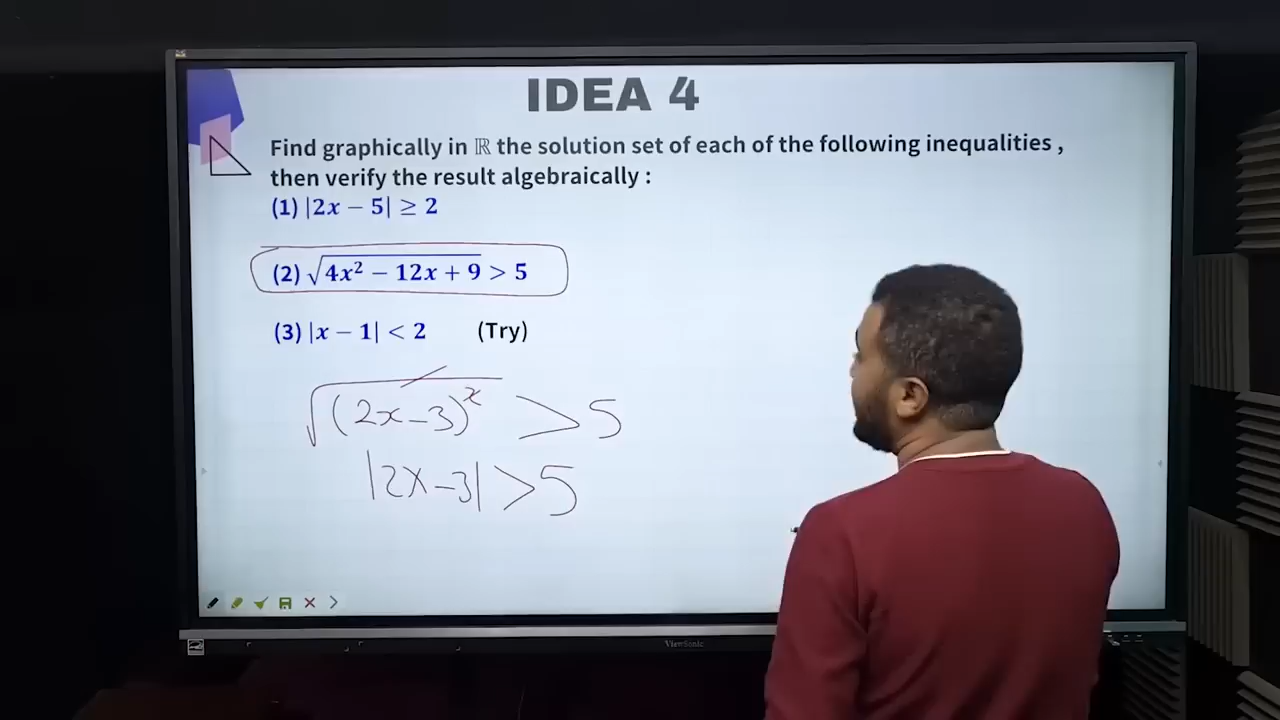 IDEA 4
Find graphically in ℝ the solution set of each of the following inequalities ,
then verify the result algebraically :
(1) |2x − 5| ≥ 2
(2) √(4x² − 12x + 9) > 5
(3) |x − 1| < 2 (Try)
√(2x−3)² > 5
|2x−3| > 5
ViewSonic